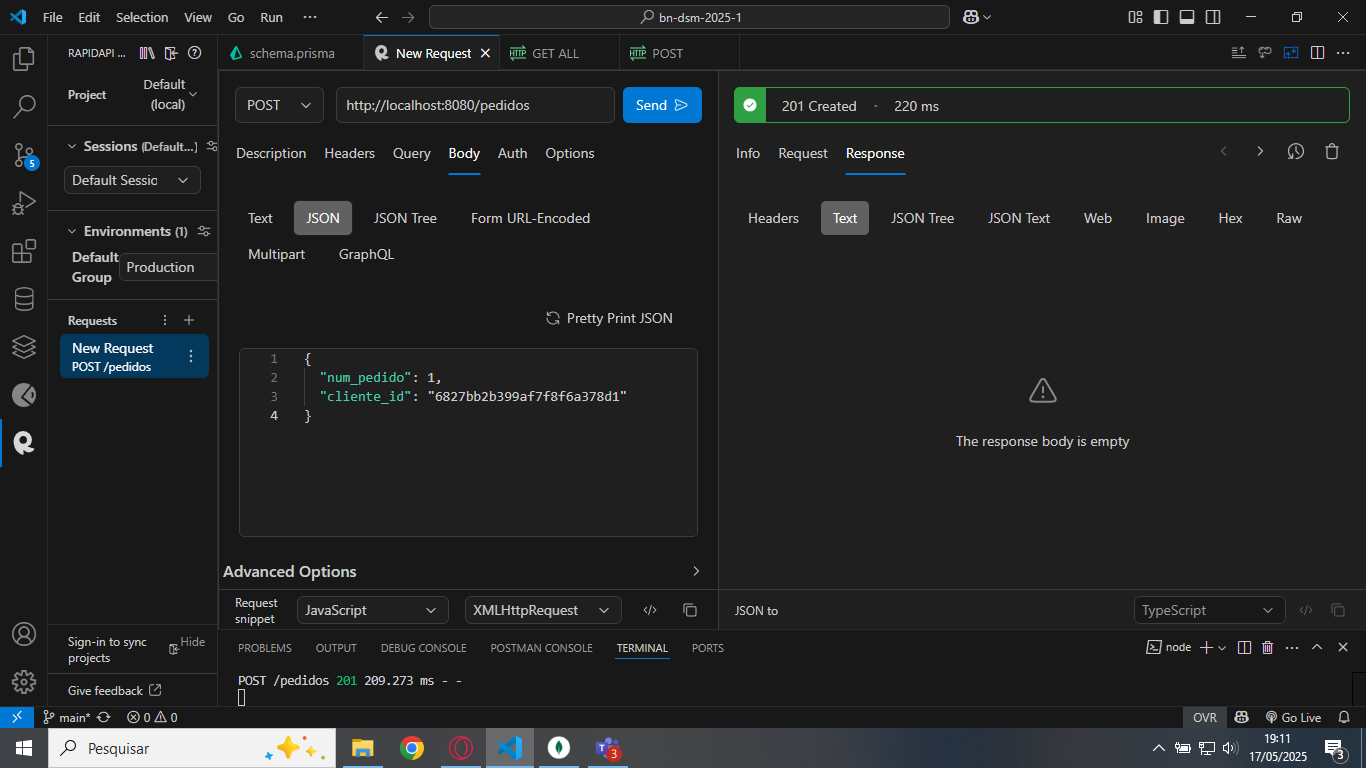 File Edit Selection View Go Run ··· bn-dsm-2025-1
RAPIDAPI ... schema.prisma New Request GET ALL POST
Project Default (local)
Sessions (Default...)
Default Sessic
Environments (1)
Default Group Production
Requests
New Request
POST /pedidos
Sign-in to sync projects Hide
Give feedback
5
POST http://localhost:8080/pedidos Send
Description Headers Query Body Auth Options
Text JSON JSON Tree Form URL-Encoded
Multipart GraphQL
Pretty Print JSON
1 {
2 "num_pedido": 1,
3 "cliente_id": "6827bb2b399af7f8f6a378d1"
4 }
Advanced Options
Request snippet JavaScript XMLHttpRequest
201 Created · 220 ms
Info Request Response
Headers Text JSON Tree JSON Text Web Image Hex Raw
The response body is empty
JSON to TypeScript
PROBLEMS OUTPUT DEBUG CONSOLE POSTMAN CONSOLE TERMINAL PORTS node
POST /pedidos 201 209.273 ms - -
main* 0 0 OVR Go Live
Pesquisar 3 19:11
17/05/2025 3